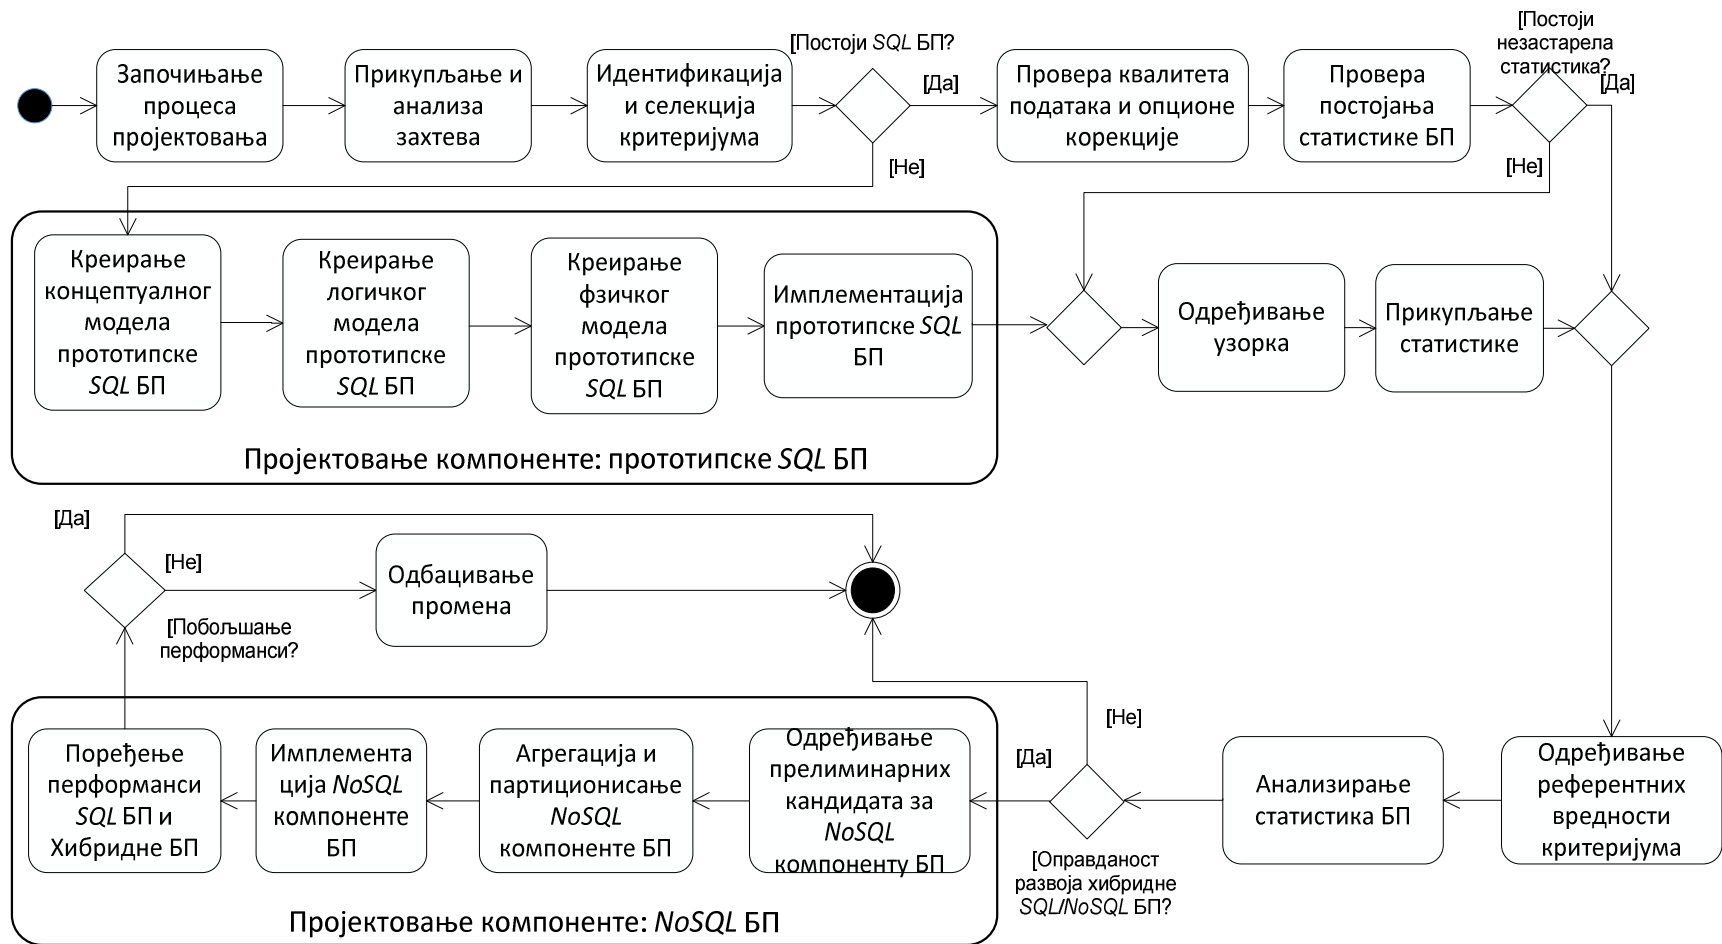 [Постоји SQL БП?
[Постоји
незастарела
статистика?
Започињање
процеса
пројектовања
Прикупљање и
анализа
захтева
Идентификација
и селекција
критеријума
[Да]
Провера квалитета
података и опционе
корекције
Провера
постојања
статистике БП
[Да]
[Не]
[Не]
Креирање
концептуалног
модела
прототипске
SQL БП
Креирање
логичког
модела
прототипске
SQL БП
Креирање
фзичког
модела
прототипске
SQL БП
Имплементација
прототипске SQL
БП
Одређивање
узорка
Прикупљање
статистике
Пројектовање компоненте: прототипске SQL БП
[Да]
[Не]
Одбацивање
промена
[Побољшање
перформанси?
[Не]
[Да]
Поређење
перформанси
SQL БП и
Хибридне БП
Имплемента
ција NoSQL
компоненте
БП
Агрегација и
партиционисање
NoSQL
компоненте БП
Одређивање
прелиминарних
кандидата за
NoSQL
компоненту БП
Анализирање
статистика БП
Одређивање
референтних
вредности
критеријума
[Оправданост
развоја хибридне
SQL/NoSQL БП?
Пројектовање компоненте: NoSQL БП